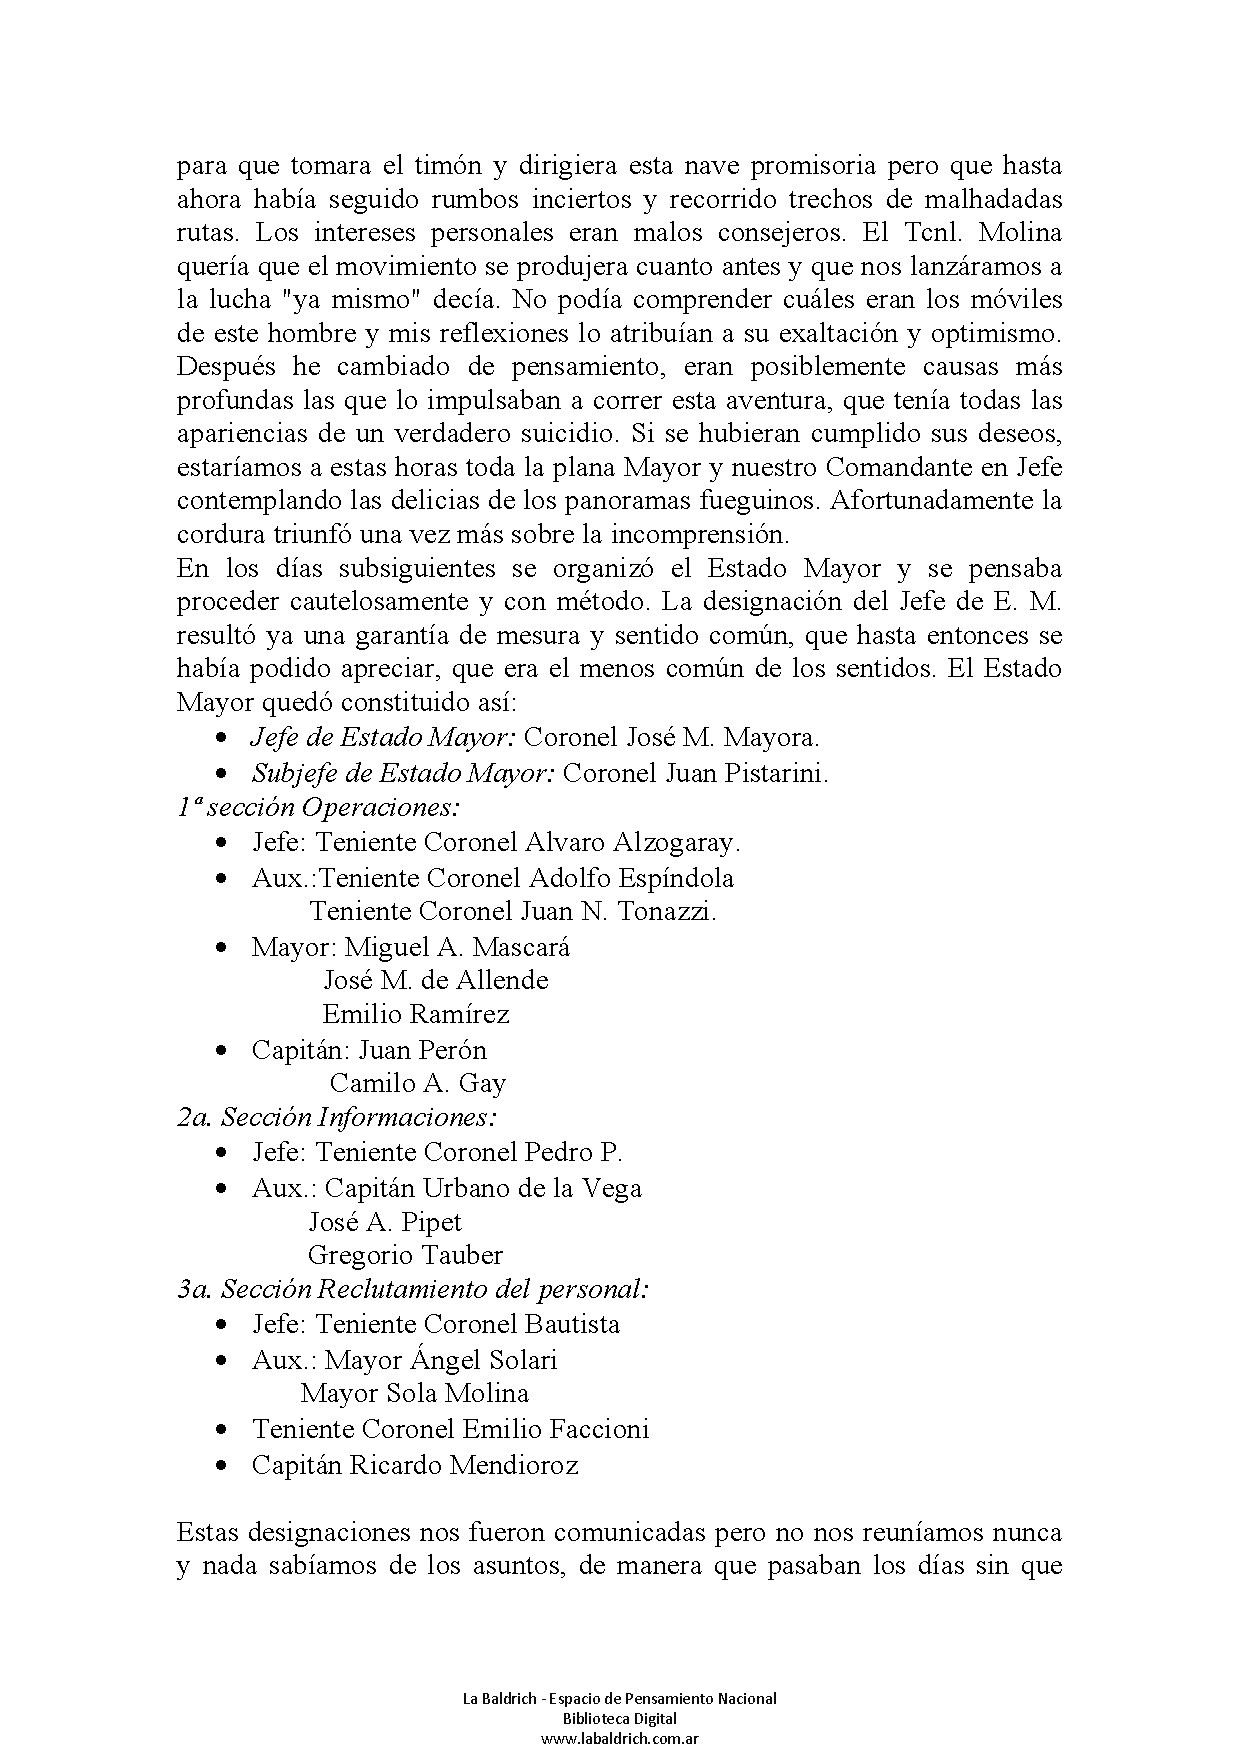 para que tomara el timón y dirigiera esta nave promisoria pero que hasta
ahora había seguido rumbos inciertos y recorrido trechos de malhadadas
rutas. Los intereses personales eran malos consejeros. El Tcnl. Molina
quería que el movimiento se produjera cuanto antes y que nos lanzáramos a
la lucha "ya mismo" decía. No podía comprender cuáles eran los móviles
de este hombre y mis reflexiones lo atribuían a su exaltación y optimismo.
Después he cambiado de pensamiento, eran posiblemente causas más
profundas las que lo impulsaban a correr esta aventura, que tenía todas las
apariencias de un verdadero suicidio. Si se hubieran cumplido sus deseos,
estaríamos a estas horas toda la plana Mayor y nuestro Comandante en Jefe
contemplando las delicias de los panoramas fueguinos. Afortunadamente la
cordura triunfó una vez más sobre la incomprensión.
En los días subsiguientes se organizó el Estado Mayor y se pensaba
proceder cautelosamente y con método. La designación del Jefe de E. M.
resultó ya una garantía de mesura y sentido común, que hasta entonces se
había podido apreciar, que era el menos común de los sentidos. El Estado
Mayor quedó constituido así:
• Jefe de Estado Mayor: Coronel José M. Mayora.
• Subjefe de Estado Mayor: Coronel Juan Pistarini.
1ª sección Operaciones:
• Jefe: Teniente Coronel Alvaro Alzogaray.
• Aux.:Teniente Coronel Adolfo Espíndola
Teniente Coronel Juan N. Tonazzi.
• Mayor: Miguel A. Mascará
José M. de Allende
Emilio Ramírez
• Capitán: Juan Perón
Camilo A. Gay
2a. Sección Informaciones:
• Jefe: Teniente Coronel Pedro P.
• Aux.: Capitán Urbano de la Vega
José A. Pipet
Gregorio Tauber
3a. Sección Reclutamiento del personal:
• Jefe: Teniente Coronel Bautista
• Aux.: Mayor Ángel Solari
Mayor Sola Molina
• Teniente Coronel Emilio Faccioni
• Capitán Ricardo Mendioroz
Estas designaciones nos fueron comunicadas pero no nos reuníamos nunca
y nada sabíamos de los asuntos, de manera que pasaban los días sin que
La Baldrich - Espacio de Pensamiento Nacional
Biblioteca Digital
www.labaldrich.com.ar